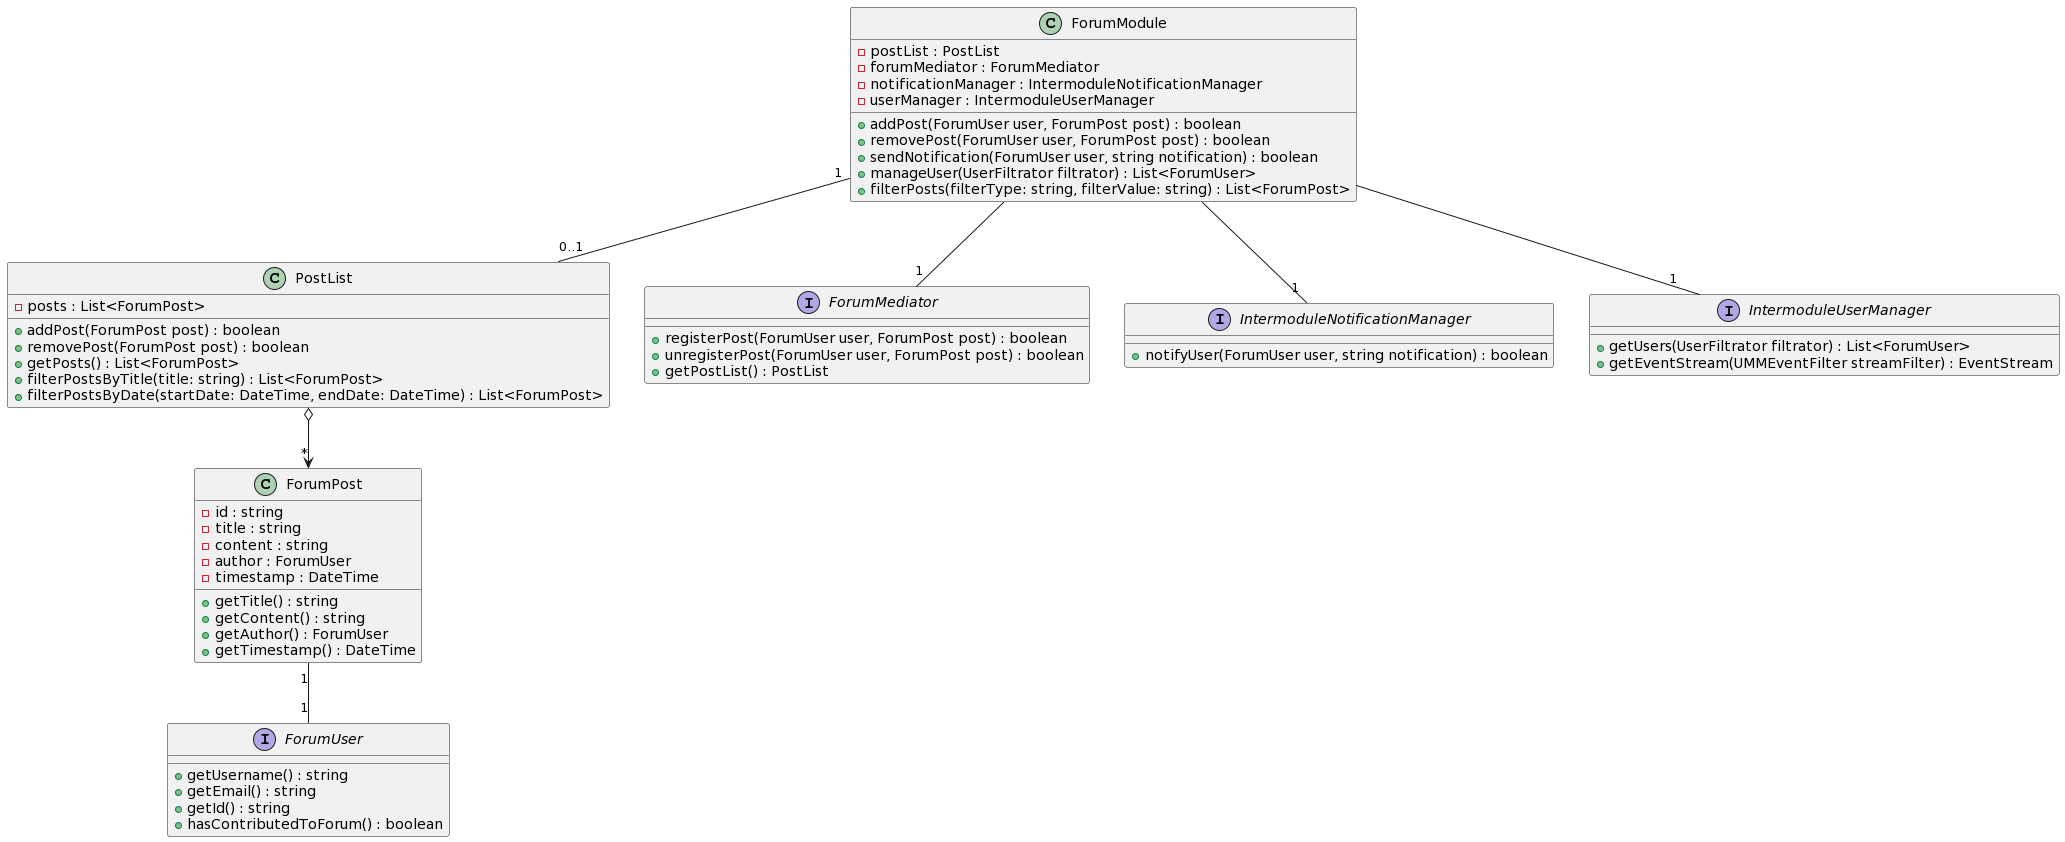 C ForumModule
postList : PostList
forumMediator : ForumMediator
notificationManager : IntermoduleNotificationManager
userManager : IntermoduleUserManager
addPost(ForumUser user, ForumPost post) : boolean
removePost(ForumUser user, ForumPost post) : boolean
sendNotification(ForumUser user, string notification) : boolean
manageUser(UserFiltrator filtrator) : List<ForumUser>
filterPosts(filterType: string, filterValue: string) : List<ForumPost>
1
0..1
1
1
1
C PostList
posts : List<ForumPost>
addPost(ForumPost post) : boolean
removePost(ForumPost post) : boolean
getPosts() : List<ForumPost>
filterPostsByTitle(title: string) : List<ForumPost>
filterPostsByDate(startDate: DateTime, endDate: DateTime) : List<ForumPost>
I ForumMediator
registerPost(ForumUser user, ForumPost post) : boolean
unregisterPost(ForumUser user, ForumPost post) : boolean
getPostList() : PostList
I IntermoduleNotificationManager
notifyUser(ForumUser user, string notification) : boolean
I IntermoduleUserManager
getUsers(UserFiltrator filtrator) : List<ForumUser>
getEventStream(UMMEventFilter streamFilter) : EventStream
*
C ForumPost
id : string
title : string
content : string
author : ForumUser
timestamp : DateTime
getTitle() : string
getContent() : string
getAuthor() : ForumUser
getTimestamp() : DateTime
1
1
I ForumUser
getUsername() : string
getEmail() : string
getId() : string
hasContributedToForum() : boolean